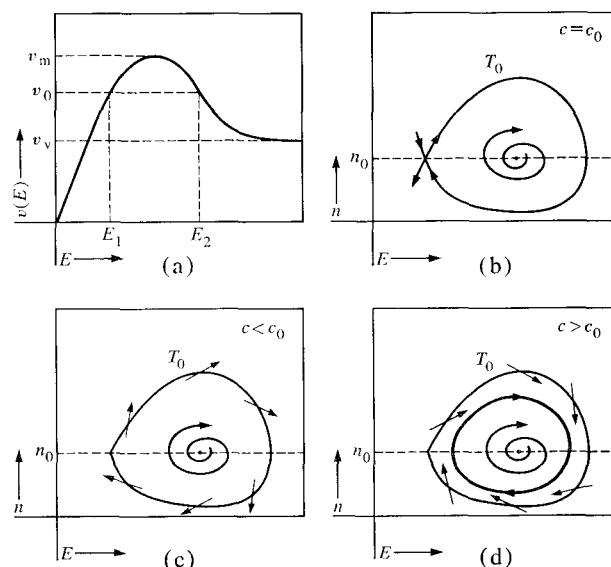 v_m
v_0
v_v
v(E)
E_1
E_2
E
(a)
c=c_0
T_0
n_0
n
E
(b)
c<c_0
T_0
n_0
n
E
(c)
c>c_0
T_0
n_0
n
E
(d)